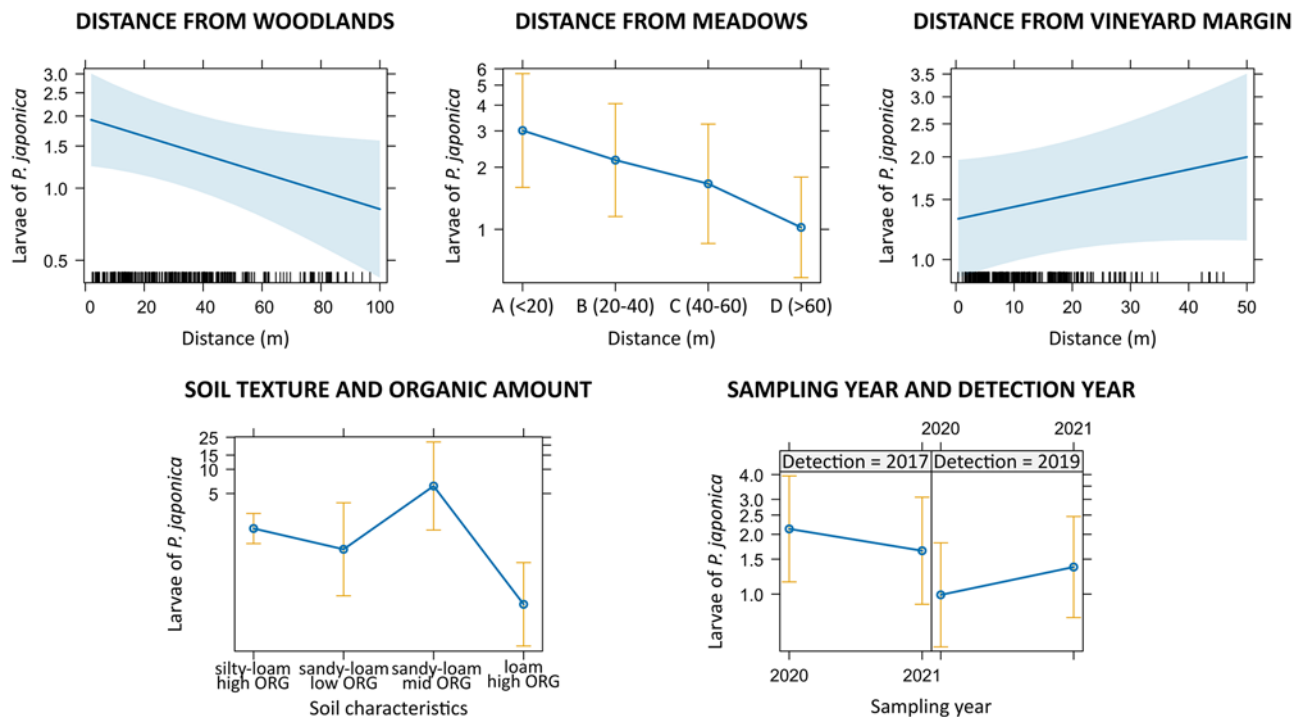 DISTANCE FROM WOODLANDS
Larvae of P. japonica
3.0
2.5
2.0
1.5
1.0
0.5
0 20 40 60 80 100
Distance (m)
DISTANCE FROM MEADOWS
Larvae of P. japonica
6
4
3
2
1
A (<20) B (20-40) C (40-60) D (>60)
Distance (m)
DISTANCE FROM VINEYARD MARGIN
Larvae of P. japonica
3.5
3.0
2.5
2.0
1.5
1.0
0 10 20 30 40 50
Distance (m)
SOIL TEXTURE AND ORGANIC AMOUNT
Larvae of P. japonica
25
15
10
5
silty-loam sandy-loam sandy-loam loam
high ORG low ORG mid ORG high ORG
Soil characteristics
SAMPLING YEAR AND DETECTION YEAR
2020 2021
Detection = 2017 Detection = 2019
Larvae of P. japonica
4.0
3.0
2.5
2.0
1.5
1.0
2020 2021
Sampling year